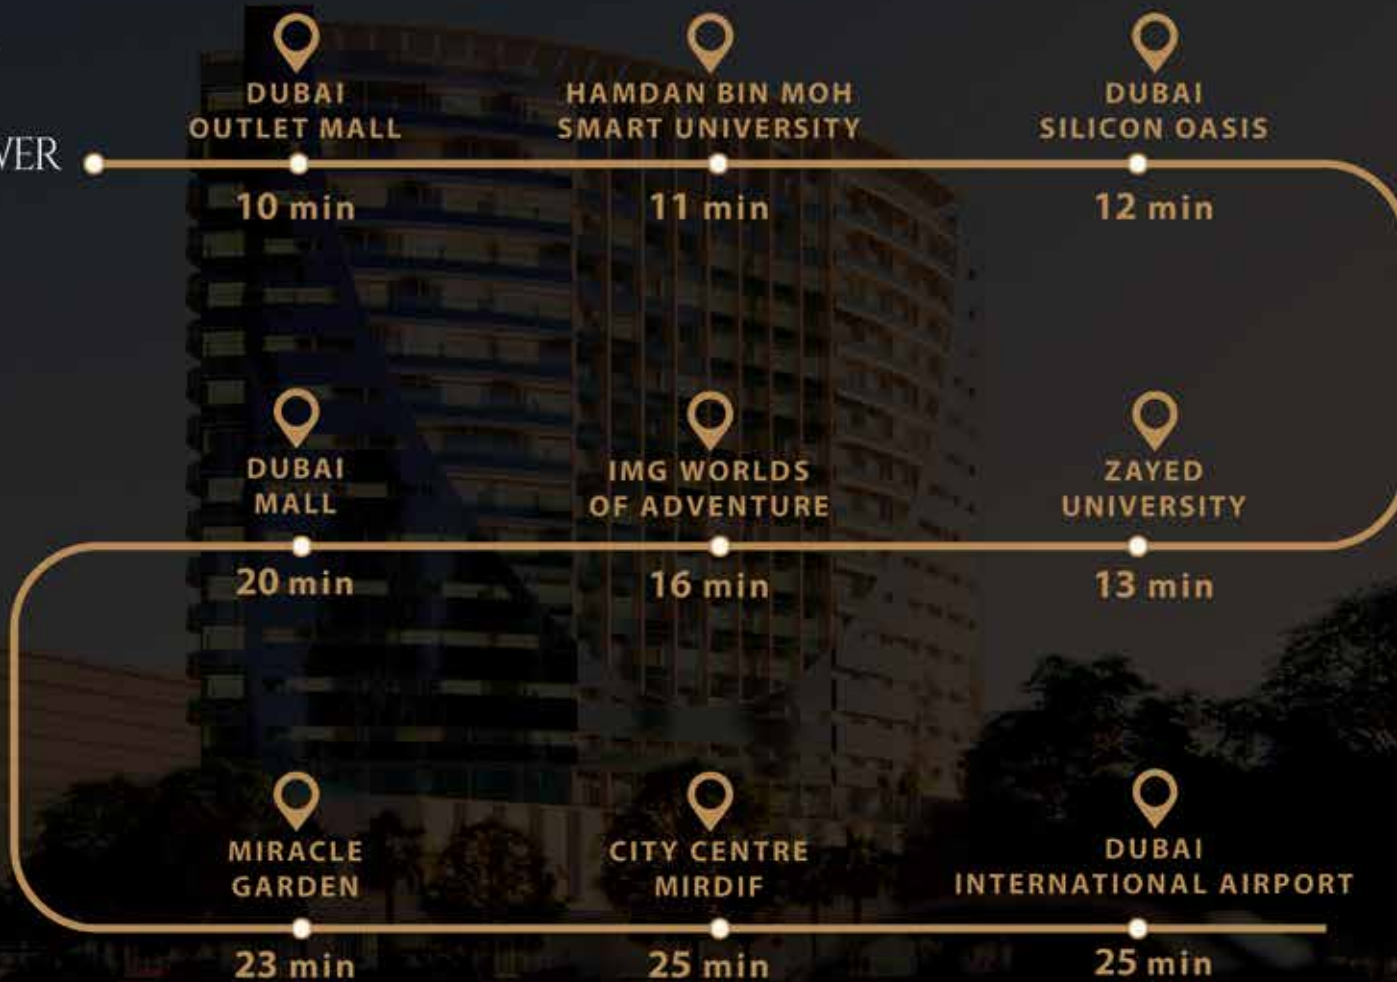 DUBAI
OUTLET MALL
10 min
HAMDAN BIN MOH
SMART UNIVERSITY
11 min
DUBAI
SILICON OASIS
12 min
ZAYED
UNIVERSITY
13 min
IMG WORLDS
OF ADVENTURE
16 min
DUBAI
MALL
20 min
MIRACLE
GARDEN
23 min
CITY CENTRE
MIRDIF
25 min
DUBAI
INTERNATIONAL AIRPORT
25 min